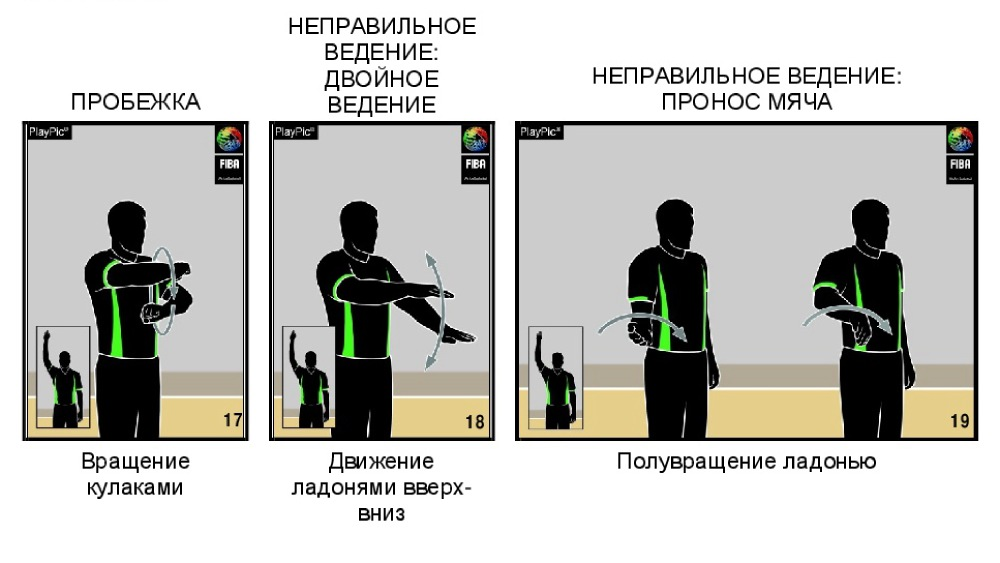 НЕПРАВИЛЬНОЕ
ВЕДЕНИЕ:
ДВОЙНОЕ
ВЕДЕНИЕ
ПРОБЕЖКА
НЕПРАВИЛЬНОЕ ВЕДЕНИЕ:
ПРОНОС МЯЧА
PlayPic®
FIBA
17
PlayPic®
FIBA
18
PlayPic®
FIBA
19
Вращение
кулаками
Движение
ладонями вверх-
вниз
Полувращение ладонью